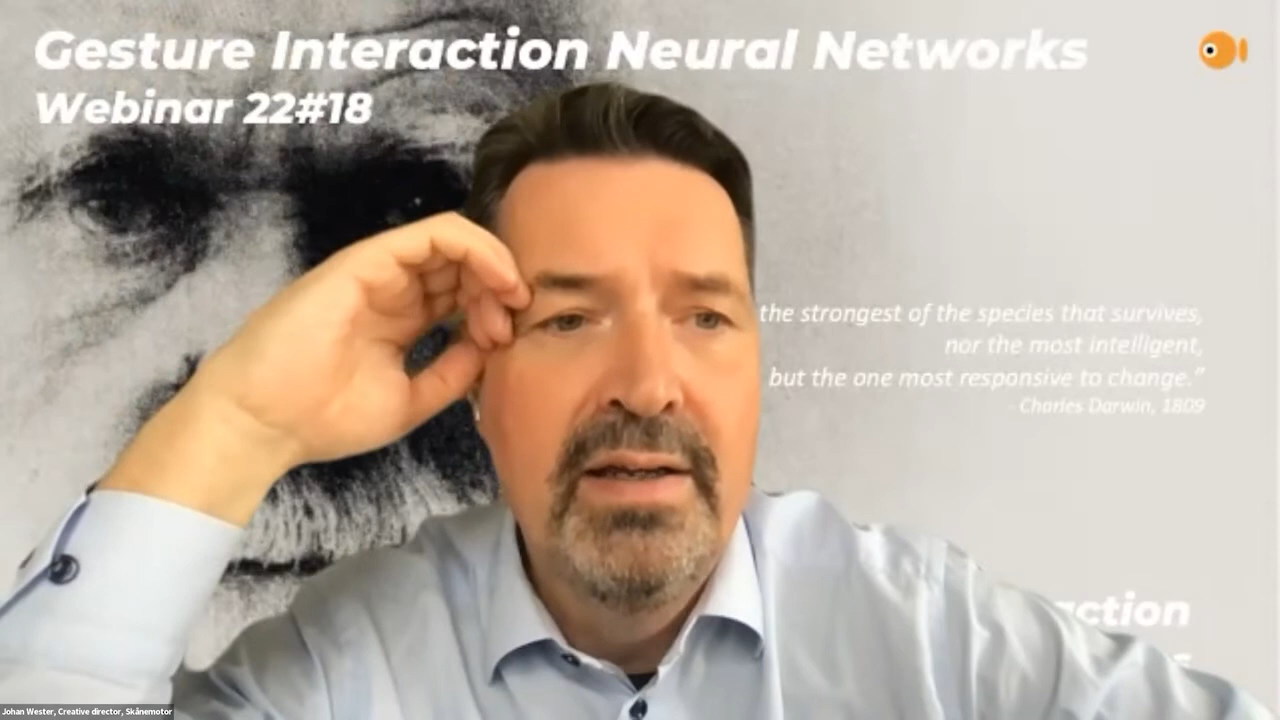 Gesture Interaction Neural Networks
Webinar 22#18
the strongest of the species that survives,
nor the most intelligent,
but the one most responsive to change.”
- Charles Darwin, 1809
action
Johan Wester, Creative director, Skånemotor